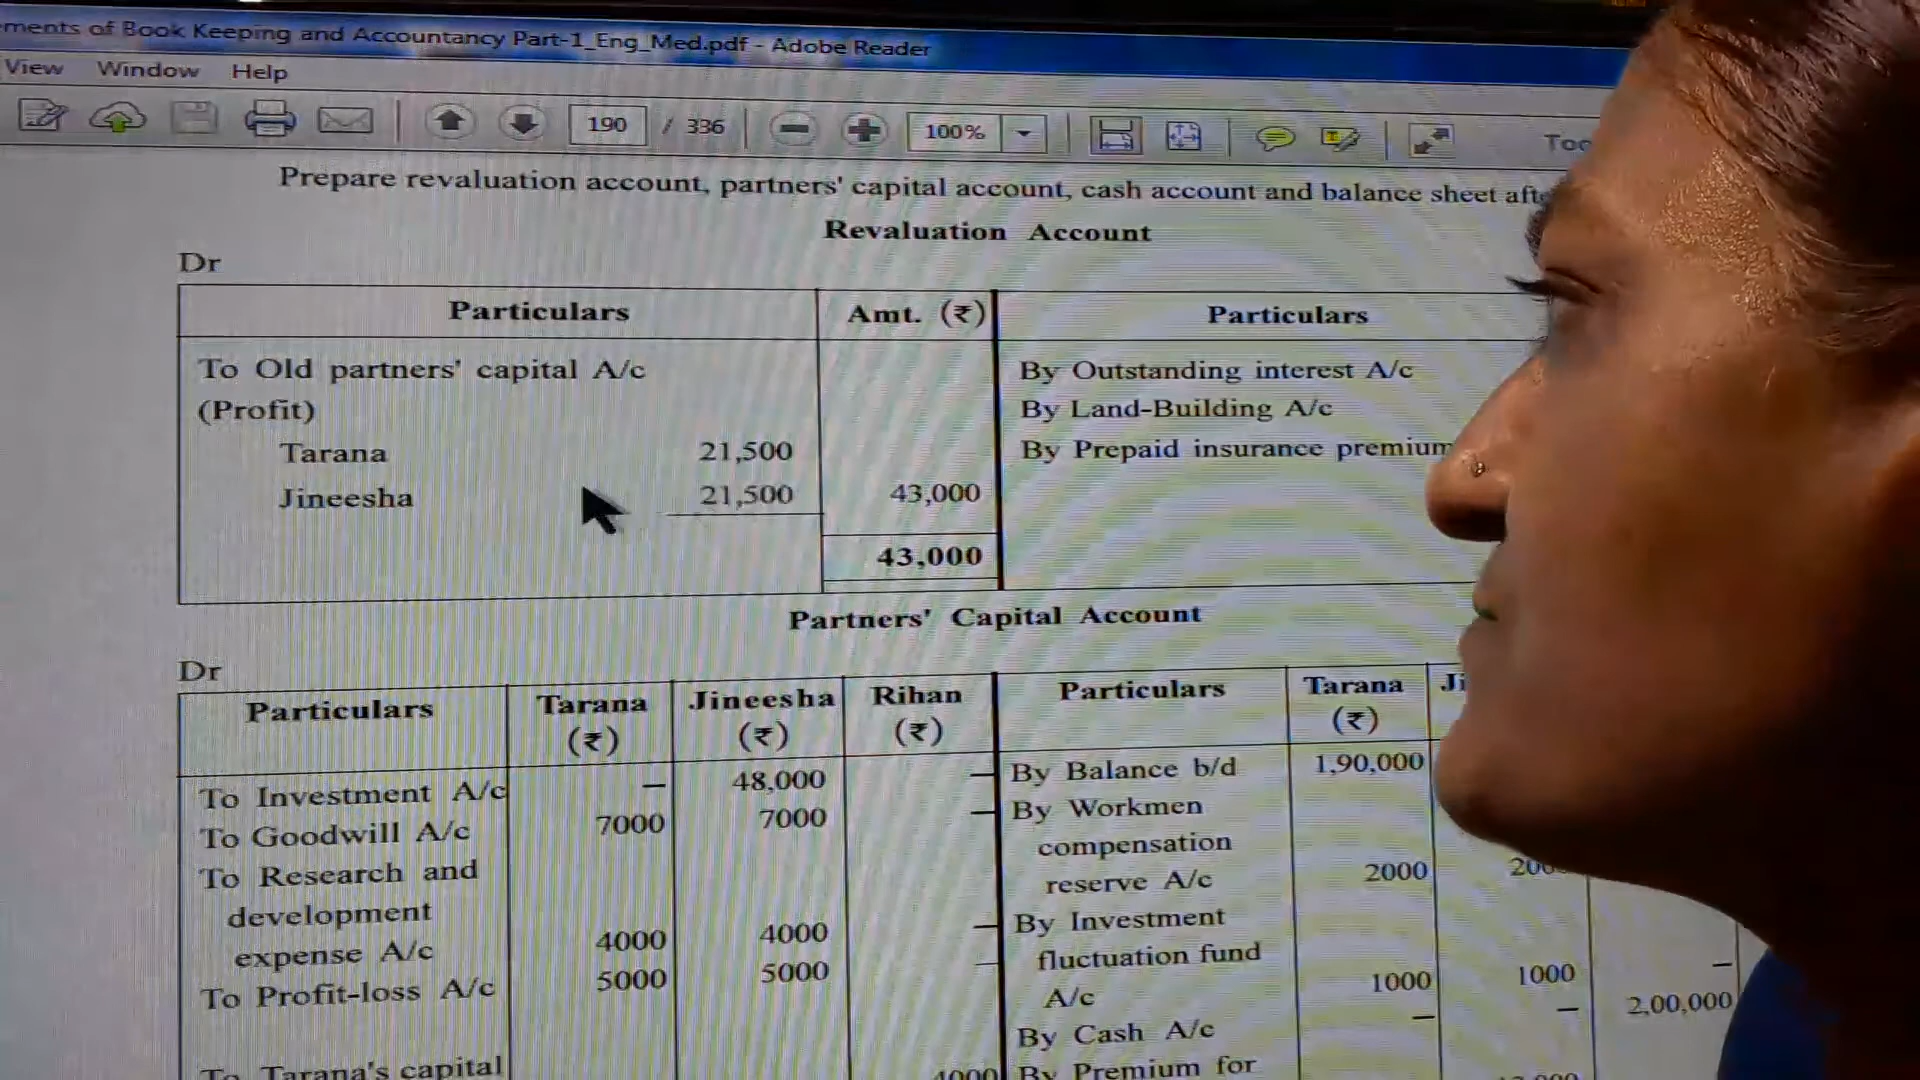 ments of Book Keeping and Accountancy Part-1_Eng_Med.pdf - Adobe Reader
View Window Help
190 / 336 100%
Prepare revaluation account, partners' capital account, cash account and balance sheet
Revaluation Account
Dr
Particulars Amt. (₹) Particulars
To Old partners' capital A/c By Outstanding interest A/c
(Profit) By Land-Building A/c
Tarana 21,500 By Prepaid insurance premium
Jineesha 21,500 43,000
43,000
Partners' Capital Account
Dr
Particulars Tarana (₹) Jineesha (₹) Rihan (₹) Particulars Tarana (₹)
To Investment A/c — 48,000 — By Balance b/d 1,90,000
To Goodwill A/c 7000 7000 — By Workmen
To Research and compensation
development reserve A/c 2000
expense A/c 4000 4000 — By Investment
To Profit-loss A/c 5000 5000 — fluctuation fund
A/c 1000 1000 —
By Cash A/c — — 2,00,000
To Tarana's capital By Premium for